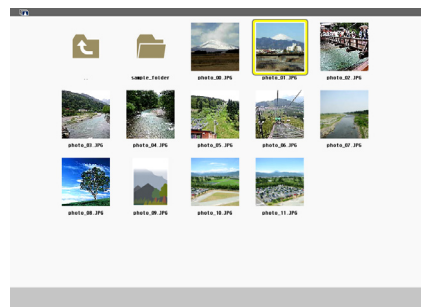 ..
sample_folder
photo_00.JPG
photo_01.JPG
photo_02.JPG
photo_03.JPG
photo_04.JPG
photo_05.JPG
photo_06.JPG
photo_07.JPG
photo_08.JPG
photo_09.JPG
photo_10.JPG
photo_11.JPG